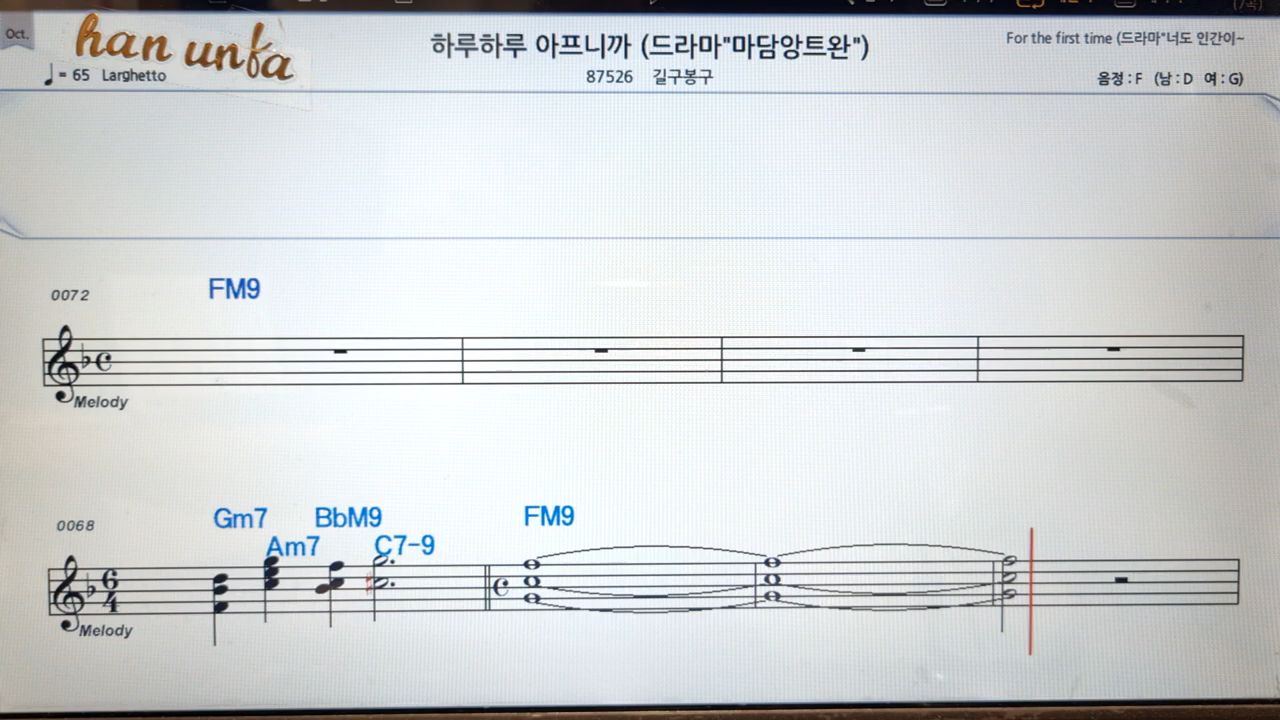 Oct.
han unfa
♩= 65 Larghetto
하루하루 아프니까 (드라마"마담앙트완")
87526 길구봉구
For the first time (드라마"너도 인간이~
음정 : F (남 : D 여 : G)
0072
FM9
Melody
0068
Gm7 BbM9 FM9
Am7 C7-9
6
4
Melody